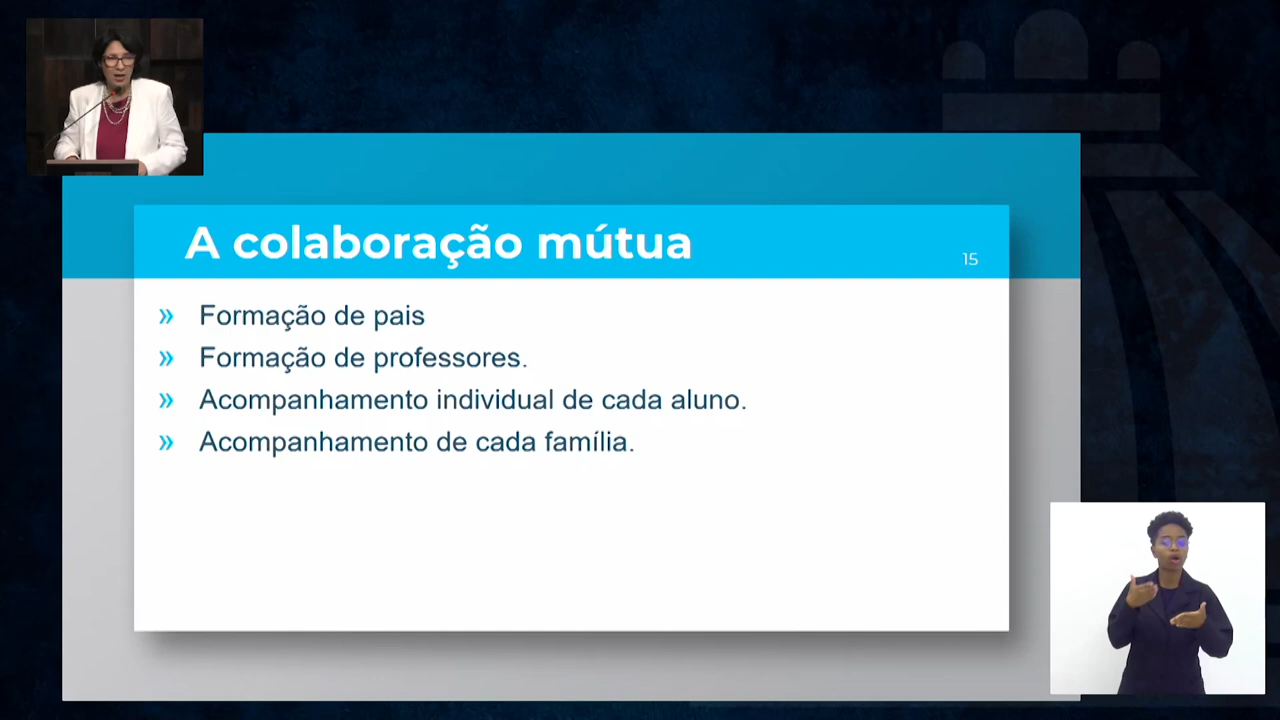 A colaboração mútua
15
» Formação de pais
» Formação de professores.
» Acompanhamento individual de cada aluno.
» Acompanhamento de cada família.